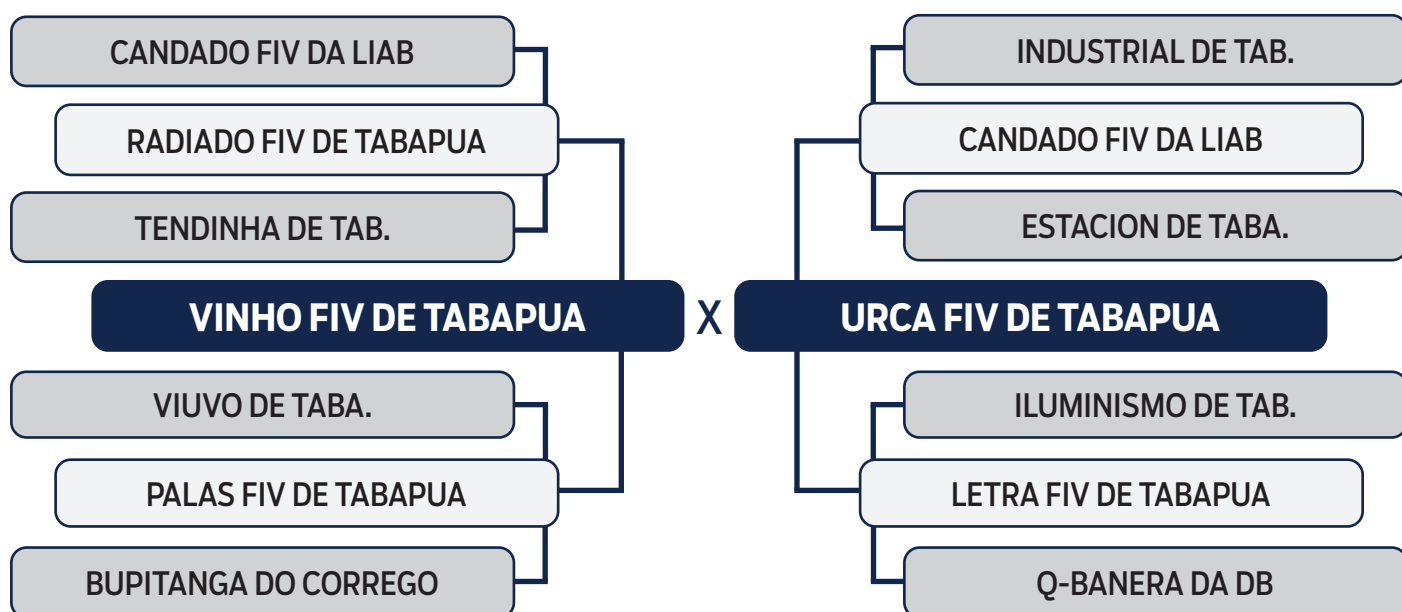 CANDADO FIV DA LIAB
RADIADO FIV DE TABAPUA
TENDINHA DE TAB.
VINHO FIV DE TABAPUA
VIUVO DE TABA.
PALAS FIV DE TABAPUA
BUPITANGA DO CORREGO
X
INDUSTRIAL DE TAB.
CANDADO FIV DA LIAB
ESTACION DE TABA.
URCA FIV DE TABAPUA
ILUMINISMO DE TAB.
LETRA FIV DE TABAPUA
Q-BANERA DA DB